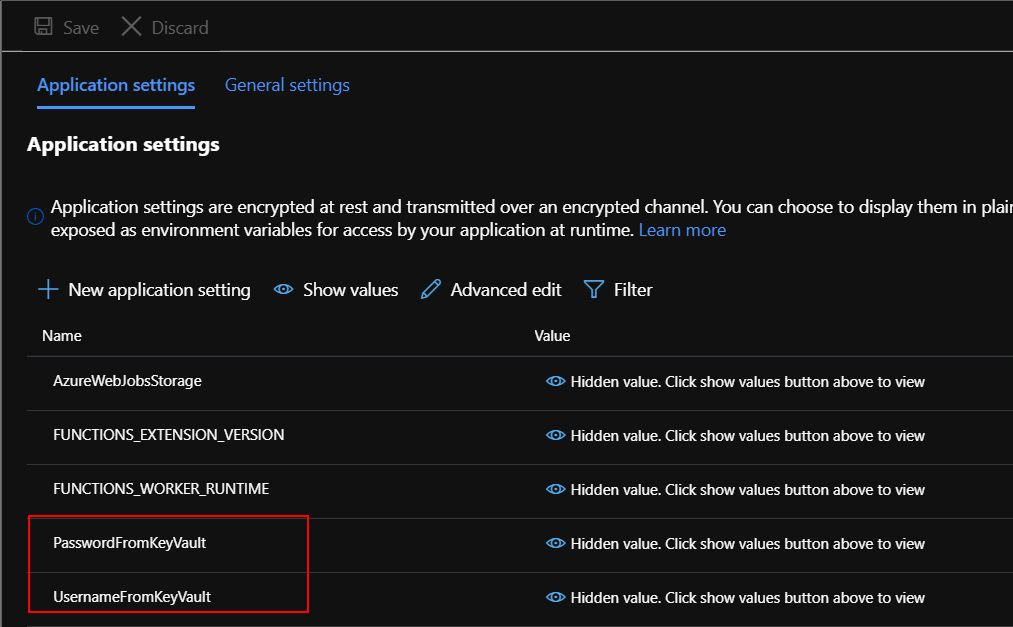 Save Discard
Application settings General settings
Application settings
Application settings are encrypted at rest and transmitted over an encrypted channel. You can choose to display them in plain
exposed as environment variables for access by your application at runtime. Learn more
New application setting Show values Advanced edit Filter
Name Value
AzureWebJobsStorage Hidden value. Click show values button above to view
FUNCTIONS_EXTENSION_VERSION Hidden value. Click show values button above to view
FUNCTIONS_WORKER_RUNTIME Hidden value. Click show values button above to view
PasswordFromKeyVault Hidden value. Click show values button above to view
UsernameFromKeyVault Hidden value. Click show values button above to view